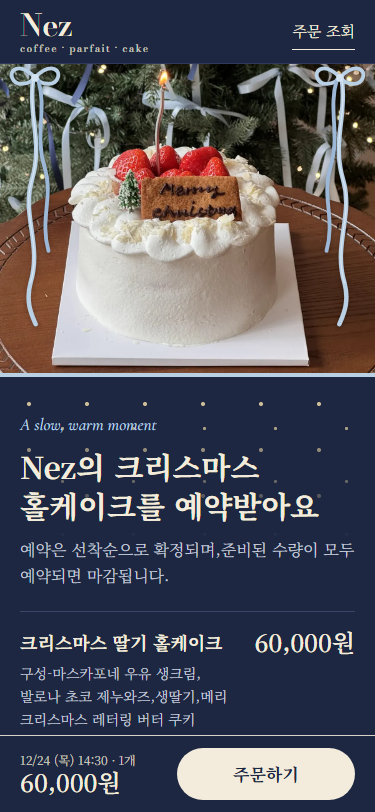 Nez
coffee · parfait · cake
주문 조회
Merry
christmas
A slow, warm moment
Nez의 크리스마스
홀케이크를 예약받아요
예약은 선착순으로 확정되며,준비된 수량이 모두
예약되면 마감됩니다.
크리스마스 딸기 홀케이크
60,000원
구성-마스카포네 우유 생크림,
발로나 초코 제누와즈,생딸기,메리
크리스마스 레터링 버터 쿠키
12/24 (목) 14:30 · 1개
60,000원
주문하기